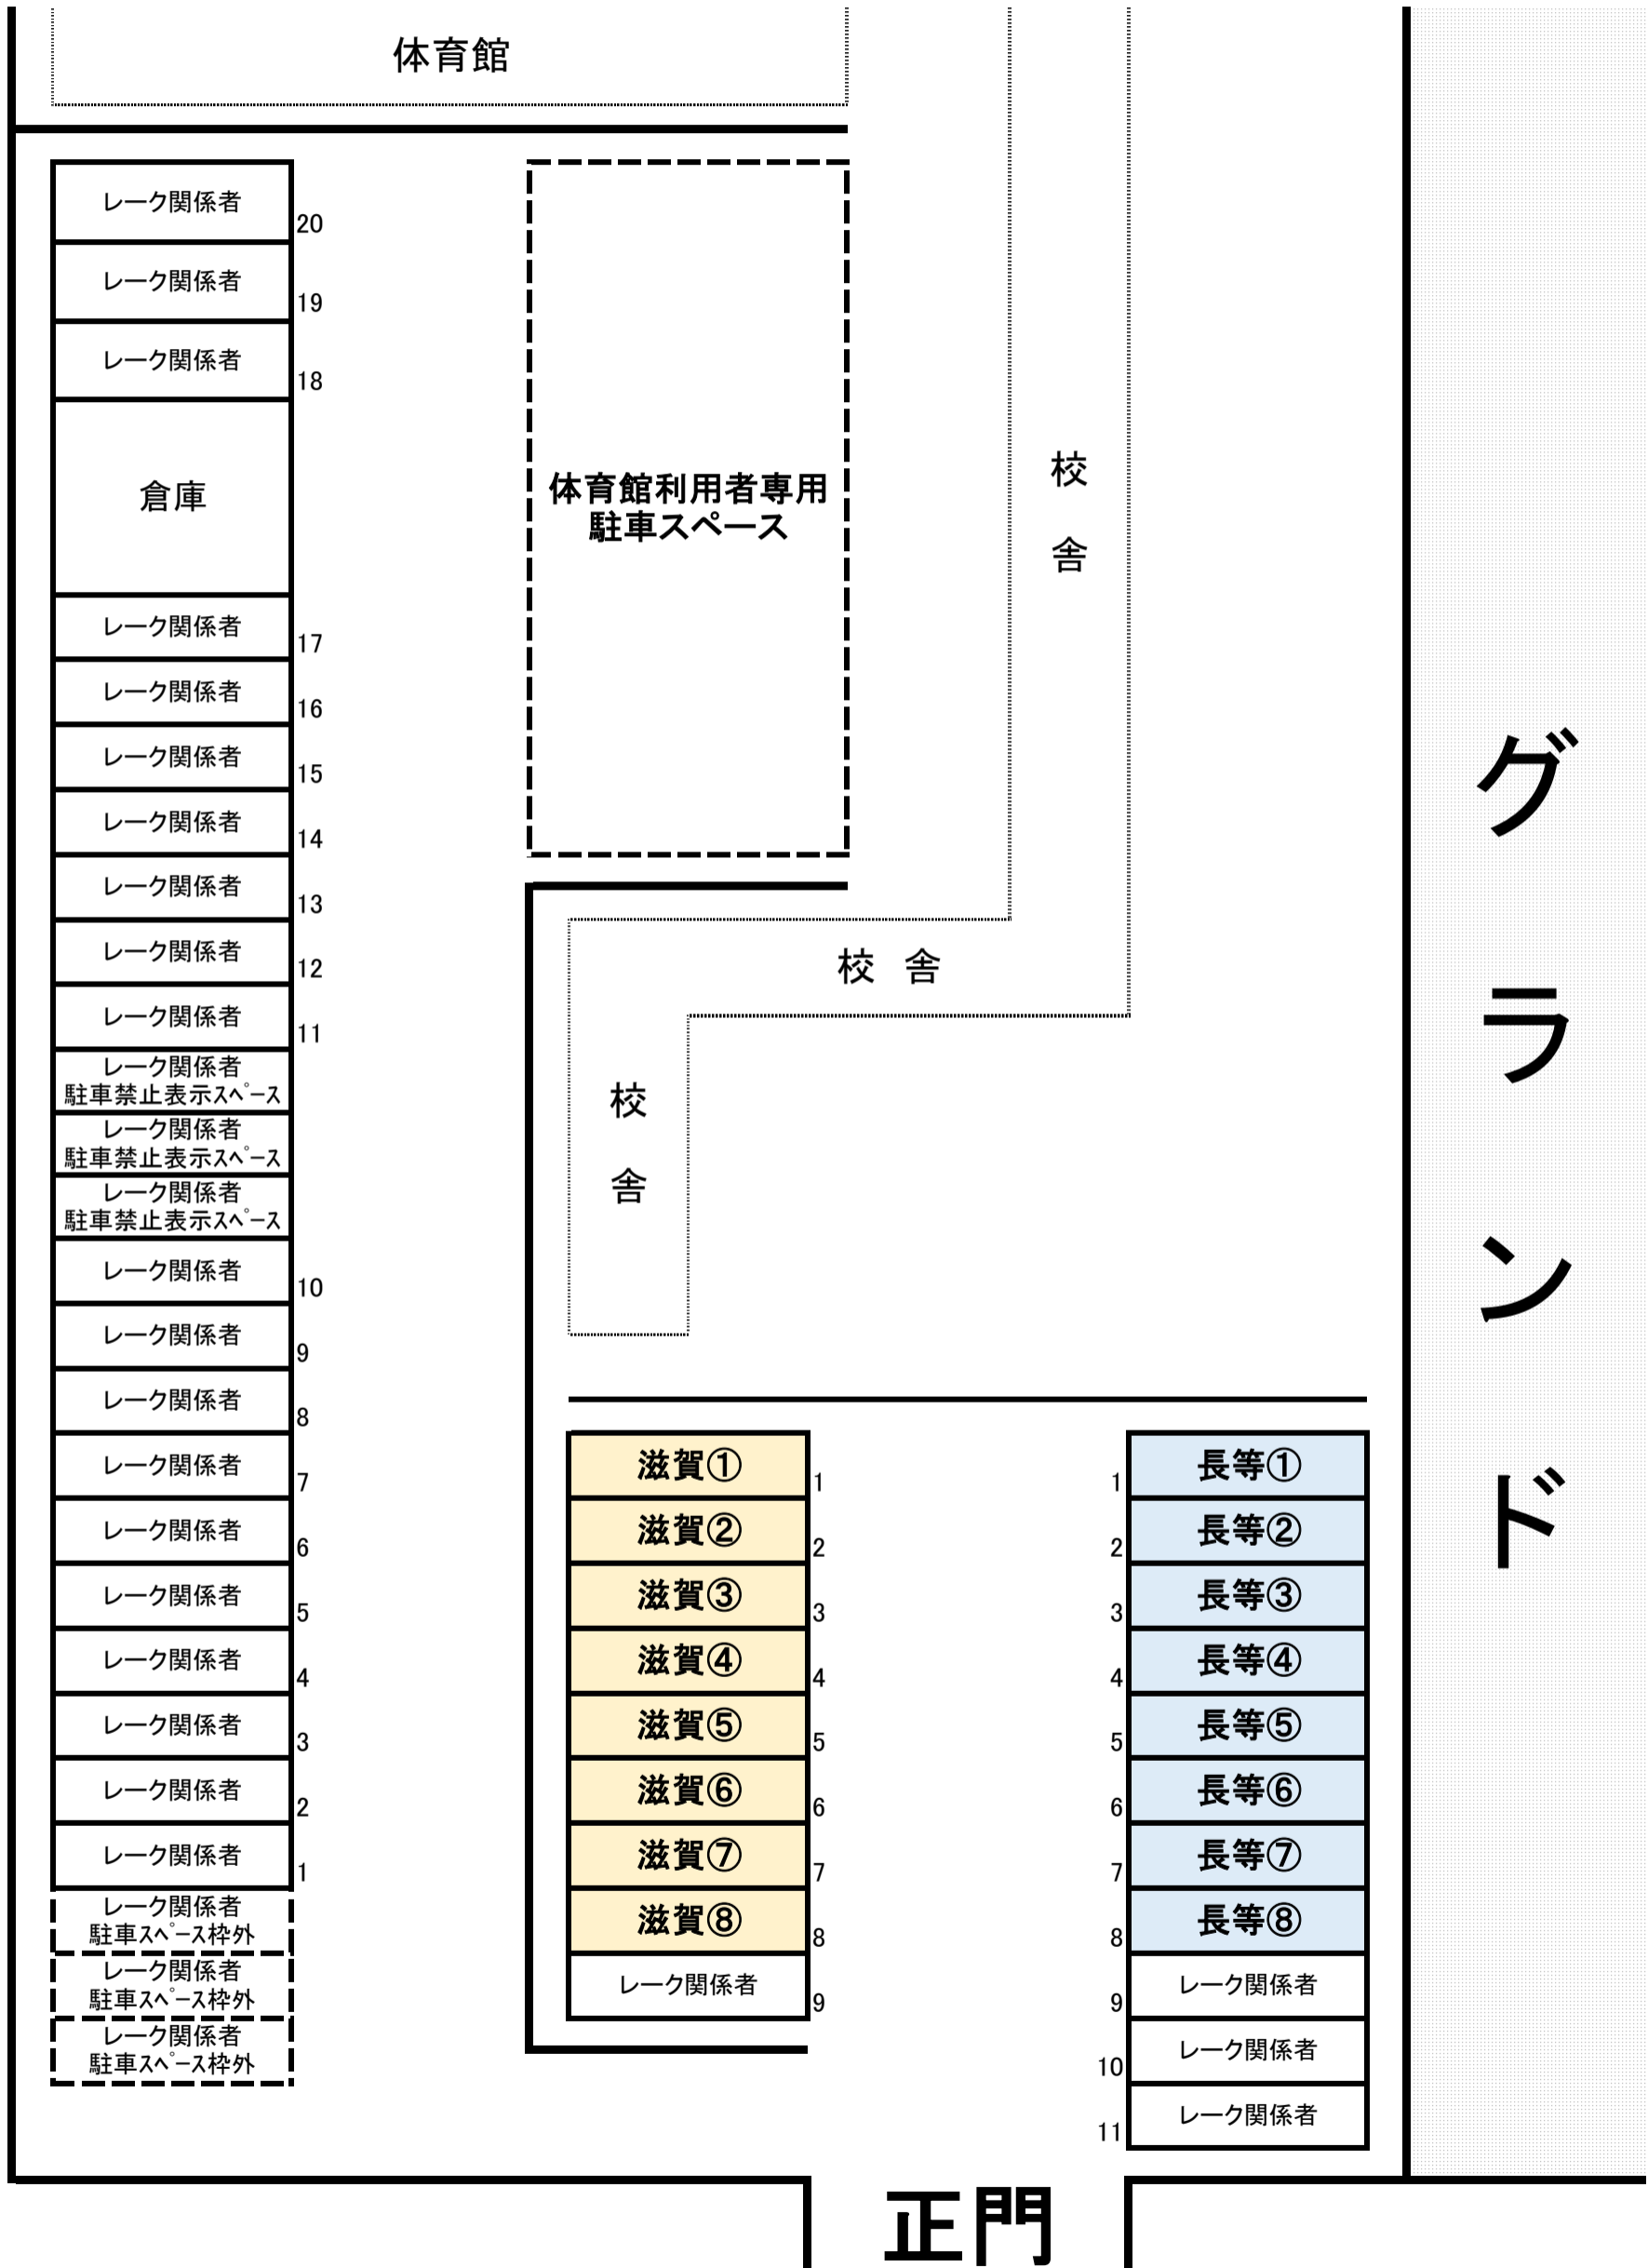 体育館
レーク関係者
20
レーク関係者
19
レーク関係者
18
倉庫
レーク関係者
17
レーク関係者
16
レーク関係者
15
レーク関係者
14
レーク関係者
13
レーク関係者
12
レーク関係者
11
レーク関係者
駐車禁止表示スペース
レーク関係者
駐車禁止表示スペース
レーク関係者
駐車禁止表示スペース
レーク関係者
10
レーク関係者
9
レーク関係者
8
レーク関係者
7
レーク関係者
6
レーク関係者
5
レーク関係者
4
レーク関係者
3
レーク関係者
2
レーク関係者
1
レーク関係者
駐車スペース枠外
レーク関係者
駐車スペース枠外
レーク関係者
駐車スペース枠外
体育館利用者専用
駐車スペース
校舎
校 舎
校舎
滋賀①
1
滋賀②
2
滋賀③
3
滋賀④
4
滋賀⑤
5
滋賀⑥
6
滋賀⑦
7
滋賀⑧
8
レーク関係者
9
1
長等①
2
長等②
3
長等③
4
長等④
5
長等⑤
6
長等⑥
7
長等⑦
8
長等⑧
9
レーク関係者
10
レーク関係者
11
レーク関係者
グランド
正門